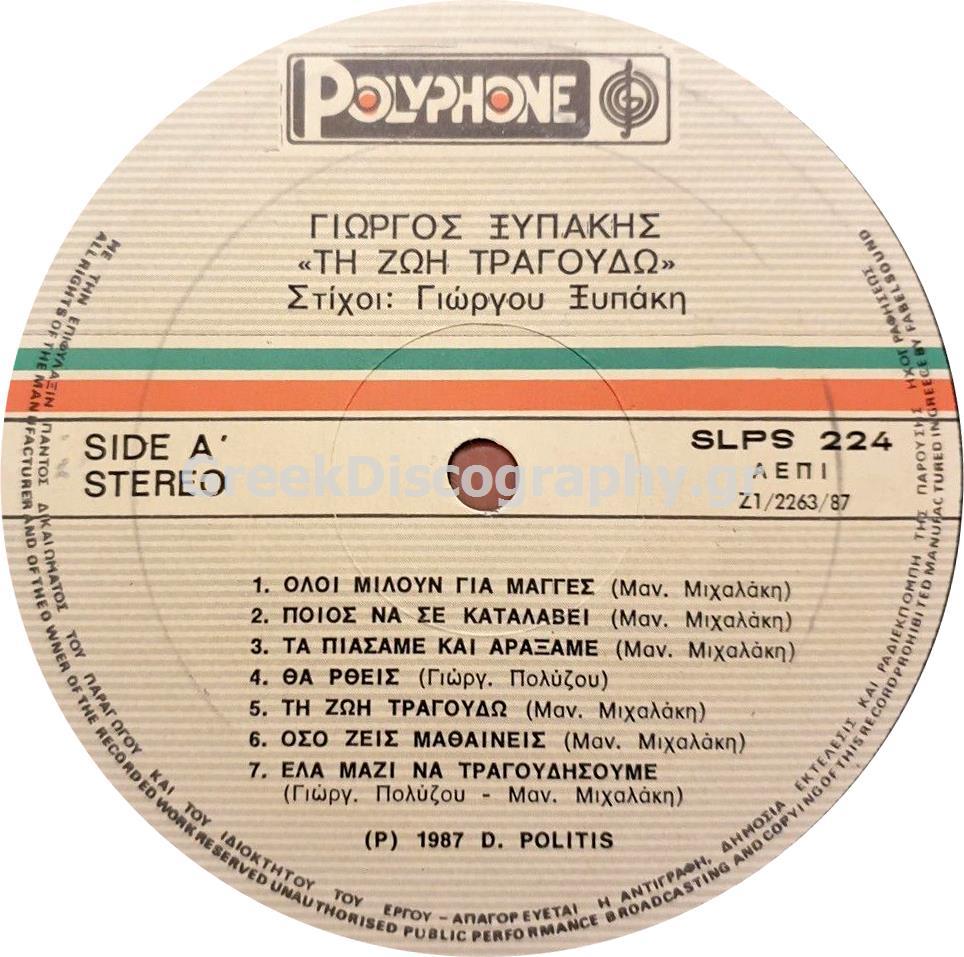 POLYPHONE
ΓΙΩΡΓΟΣ ΞΥΠΑΚΗΣ
«ΤΗ ΖΩΗ ΤΡΑΓΟΥΔΩ»
Στίχοι: Γιώργου Ξυπάκη
SIDE A΄
STEREO
SLPS 224
ΑΕΠΙ
Z1/2263/87
GreekDiscography.gr
1. ΟΛΟΙ ΜΙΛΟΥΝ ΓΙΑ ΜΑΓΓΕΣ (Μαν. Μιχαλάκη)
2. ΠΟΙΟΣ ΝΑ ΣΕ ΚΑΤΑΛΑΒΕΙ (Μαν. Μιχαλάκη)
3. ΤΑ ΠΙΑΣΑΜΕ ΚΑΙ ΑΡΑΞΑΜΕ (Μαν. Μιχαλάκη)
4. ΘΑ ΡΘΕΙΣ (Γιώργ. Πολύζου)
5. ΤΗ ΖΩΗ ΤΡΑΓΟΥΔΩ (Μαν. Μιχαλάκη)
6. ΟΣΟ ΖΕΙΣ ΜΑΘΑΙΝΕΙΣ (Μαν. Μιχαλάκη)
7. ΕΛΑ ΜΑΖΙ ΝΑ ΤΡΑΓΟΥΔΗΣΟΥΜΕ
(Γιώργ. Πολύζου - Μαν. Μιχαλάκη)
(P) 1987 D. POLITIS
ΜΕ ΤΗΝ ΕΠΙΦΥΛΑΞΙΝ ΠΑΝΤΟΣ ΔΙΚΑΙΩΜΑΤΟΣ ΤΟΥ ΠΑΡΑΓΩΓΟΥ ΚΑΙ ΤΟΥ ΙΔΙΟΚΤΗΤΟΥ ΤΟΥ ΕΡΓΟΥ – ΑΠΑΓΟΡΕΥΕΤΑΙ Η ΑΝΤΙΓΡΑΦΗ, ΔΗΜΟΣΙΑ ΕΚΤΕΛΕΣΙΣ ΚΑΙ ΡΑΔΙΕΚΠΟΜΠΗ ΤΗΣ ΠΑΡΟΥΣΗΣ ΗΧΟΓΡΑΦΗΣΕΩΣ
ALL RIGHTS OF THE MANUFACTURER AND OF THE OWNER OF THE RECORDED WORK RESERVED UNAUTHORISED PUBLIC PERFORMANCE BROADCASTING AND COPYING OF THIS RECORD PROHIBITED MANUFACTURED IN GREECE BY FABELSOUND